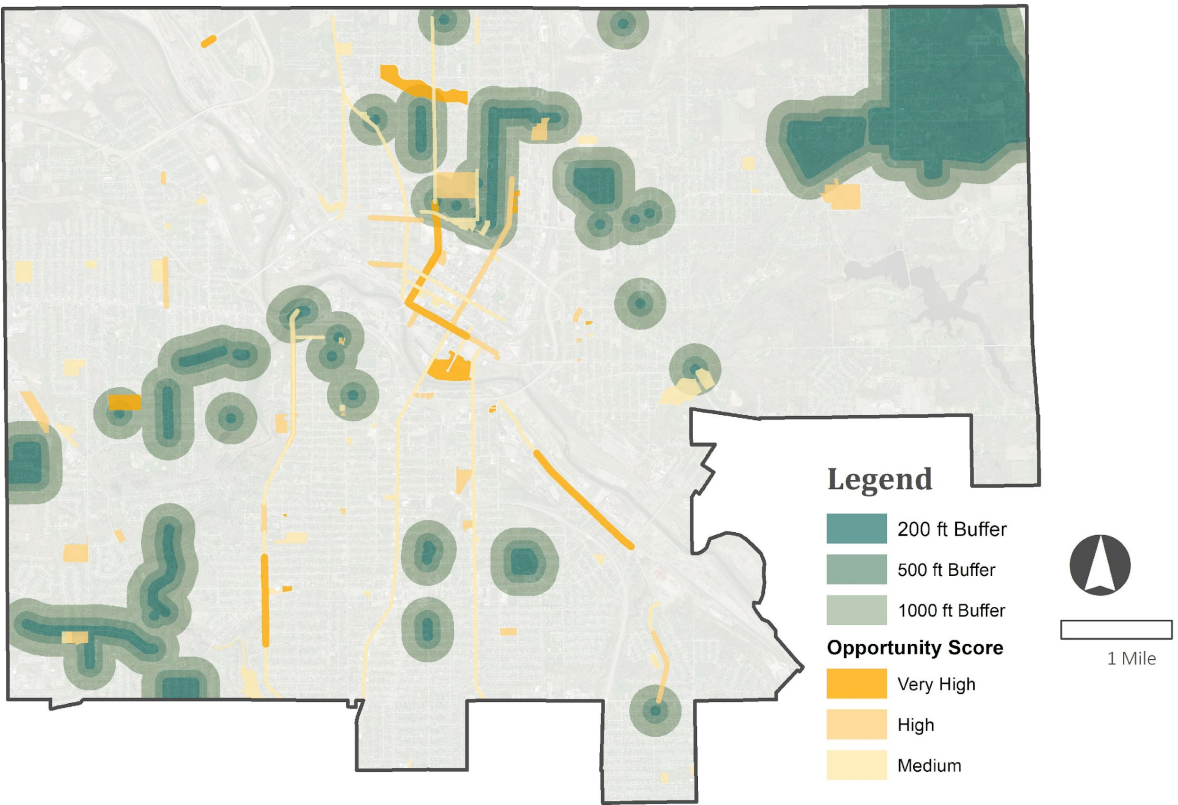 Legend
200 ft Buffer
500 ft Buffer
1000 ft Buffer
Opportunity Score
Very High
High
Medium
1 Mile